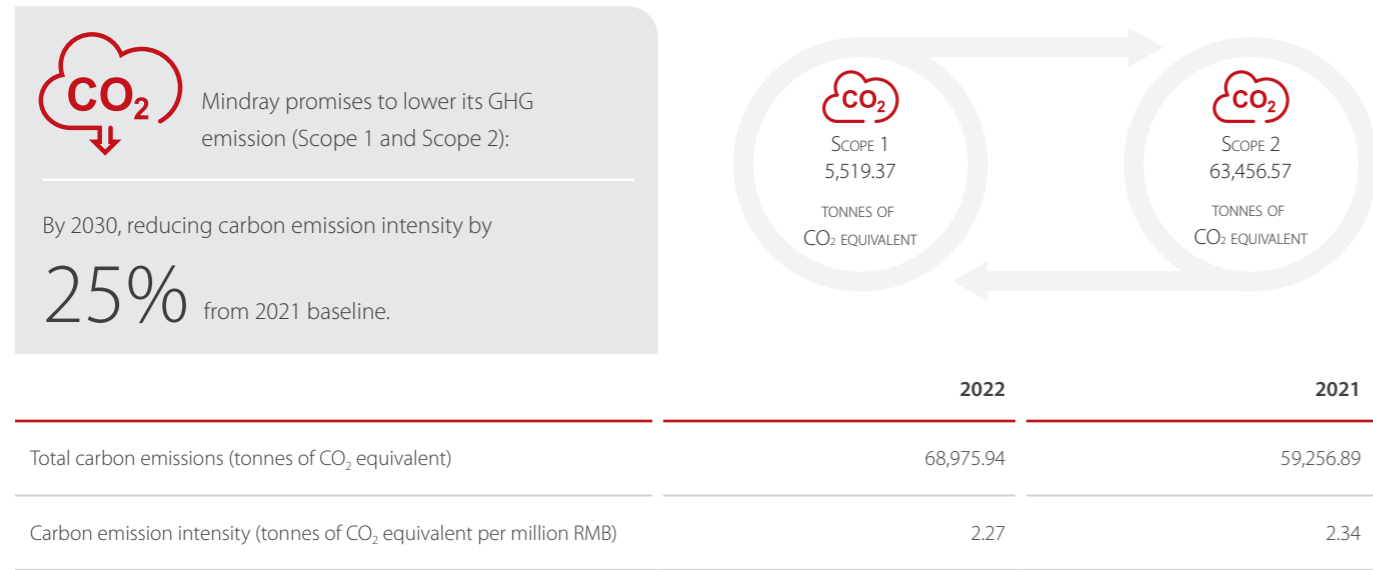 CO₂
Mindray promises to lower its GHG
emission (Scope 1 and Scope 2):
By 2030, reducing carbon emission intensity by
25% from 2021 baseline.
CO₂
SCOPE 1
5,519.37
TONNES OF
CO₂ EQUIVALENT
CO₂
SCOPE 2
63,456.57
TONNES OF
CO₂ EQUIVALENT
2022 2021
Total carbon emissions (tonnes of CO₂ equivalent) 68,975.94 59,256.89
Carbon emission intensity (tonnes of CO₂ equivalent per million RMB) 2.27 2.34